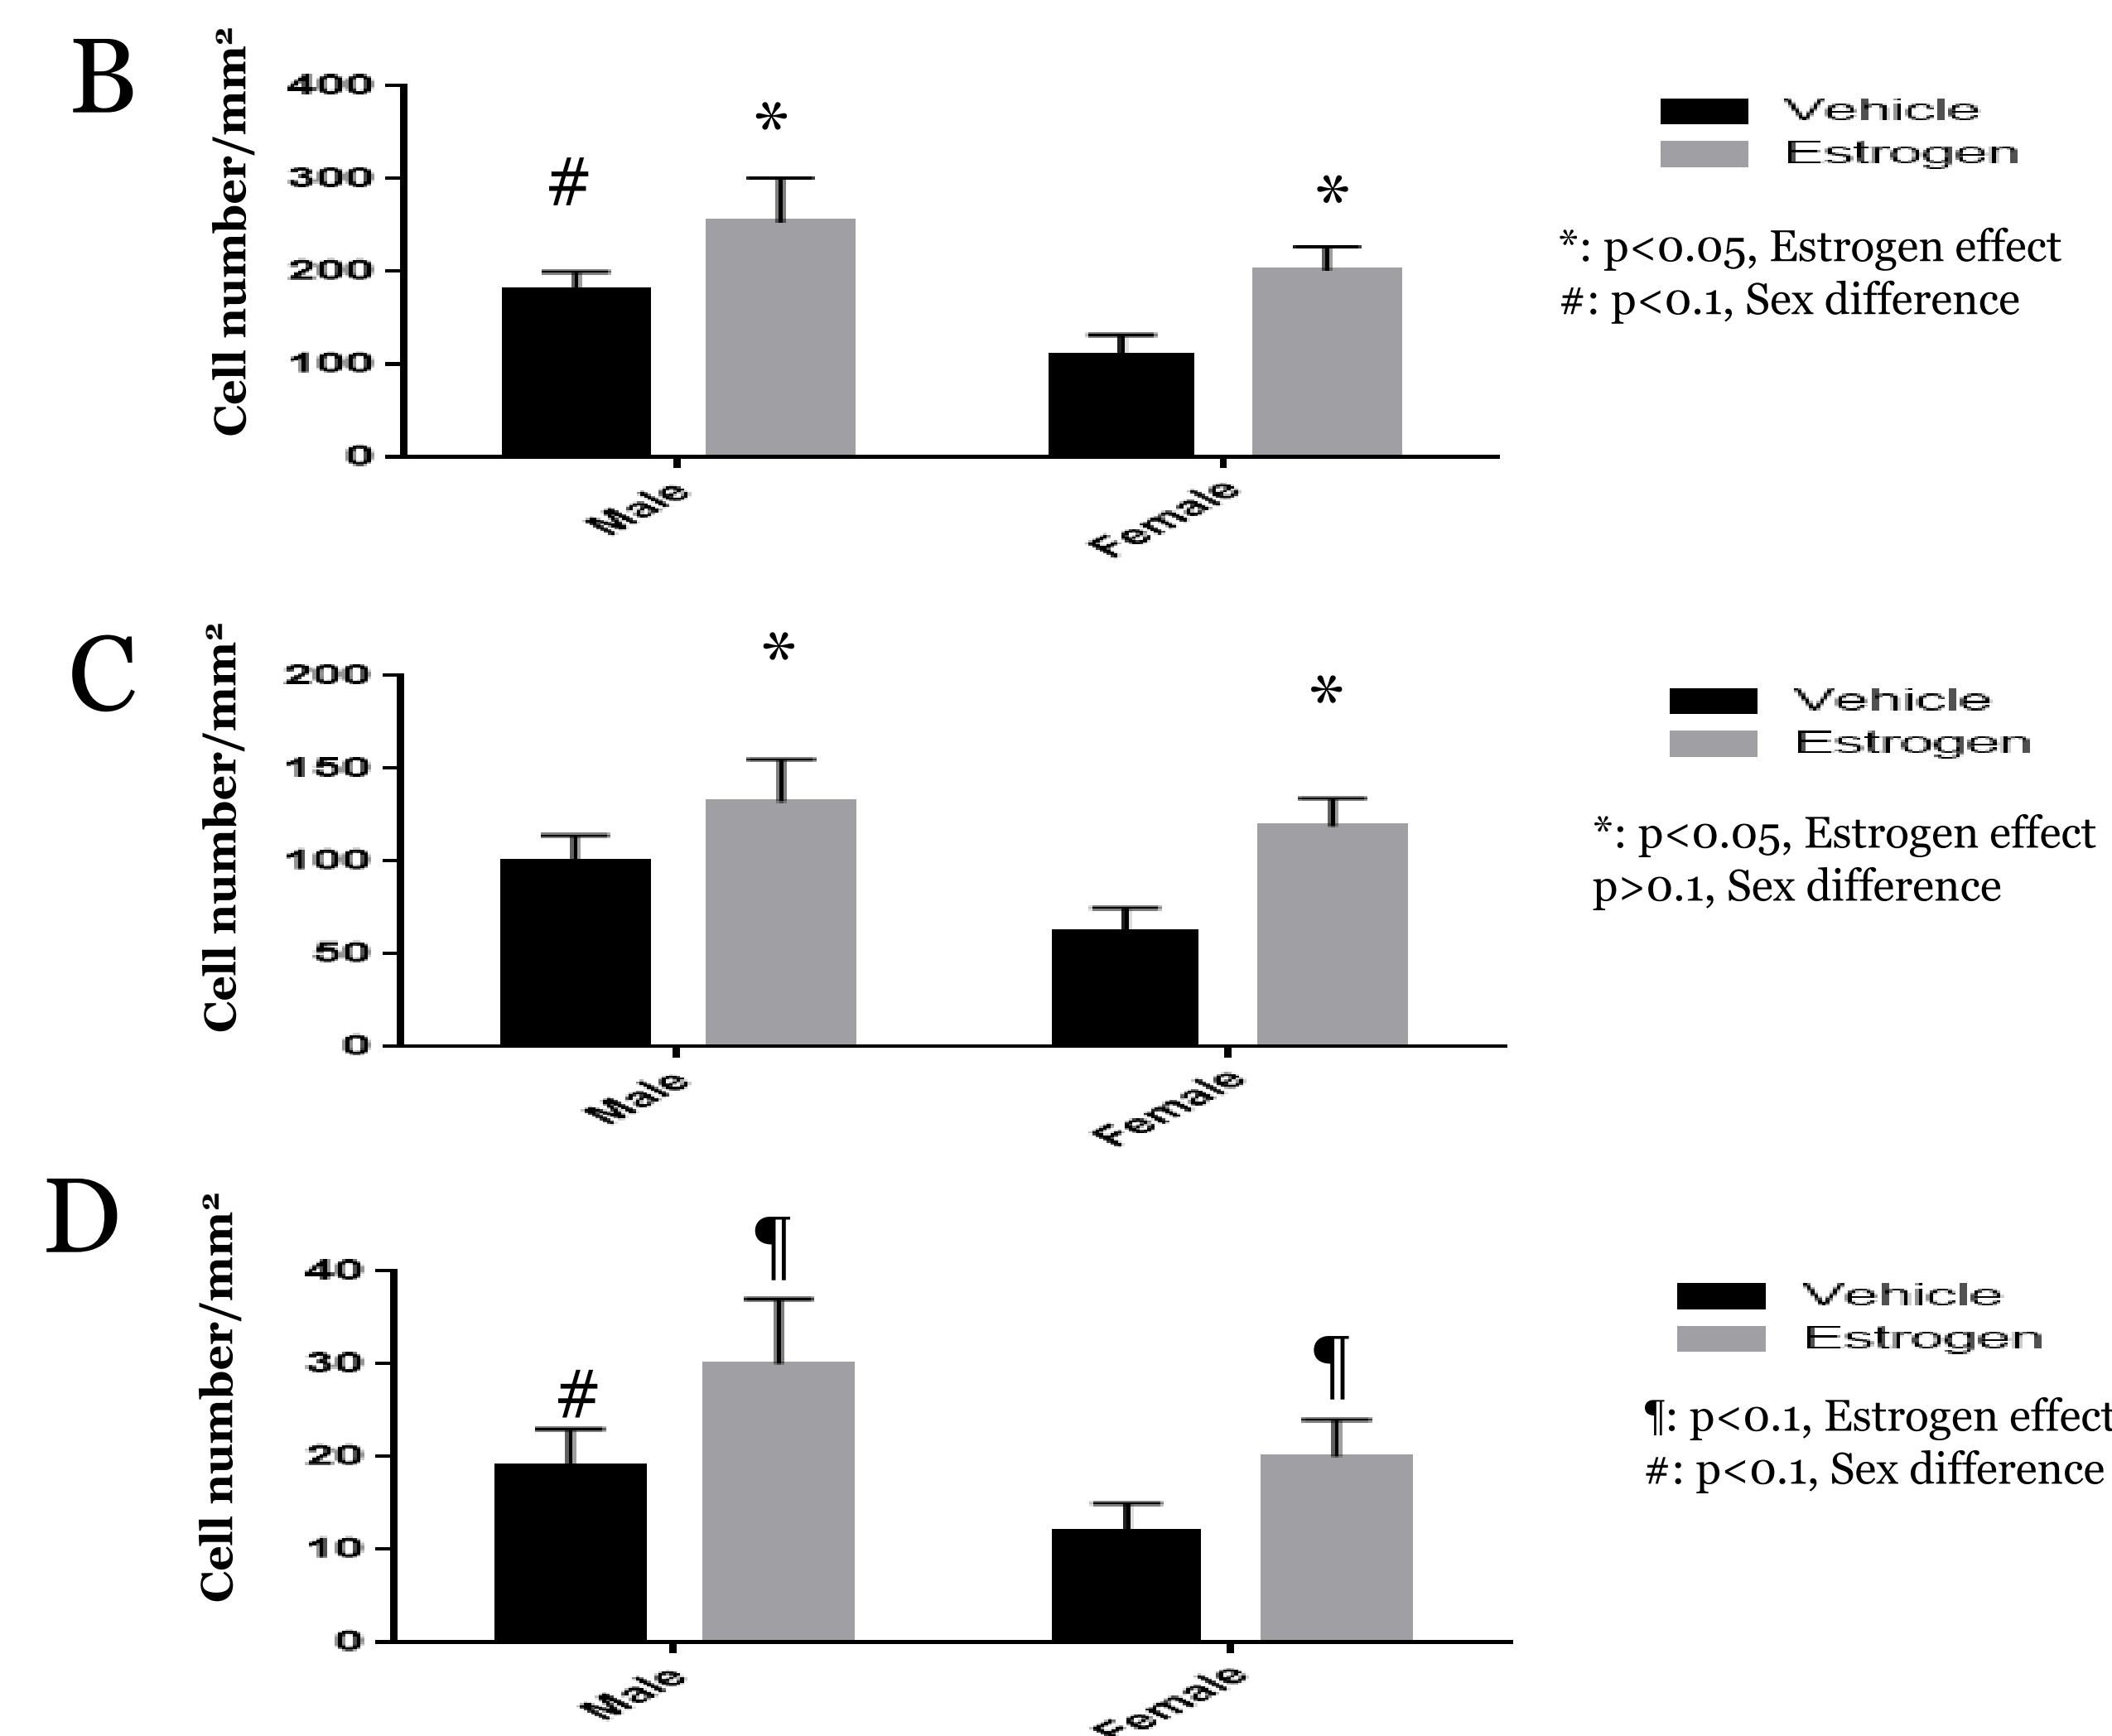 B
Cell number/mm²
400
300
200
100
0
#
*
*
Male
Female
Vehicle
Estrogen
*: p<0.05, Estrogen effect
#: p<0.1, Sex difference
C
Cell number/mm²
200
150
100
50
0
*
*
Male
Female
Vehicle
Estrogen
*: p<0.05, Estrogen effect
p>0.1, Sex difference
D
Cell number/mm²
40
30
20
10
0
#
¶
¶
Male
Female
Vehicle
Estrogen
¶: p<0.1, Estrogen effect
#: p<0.1, Sex difference